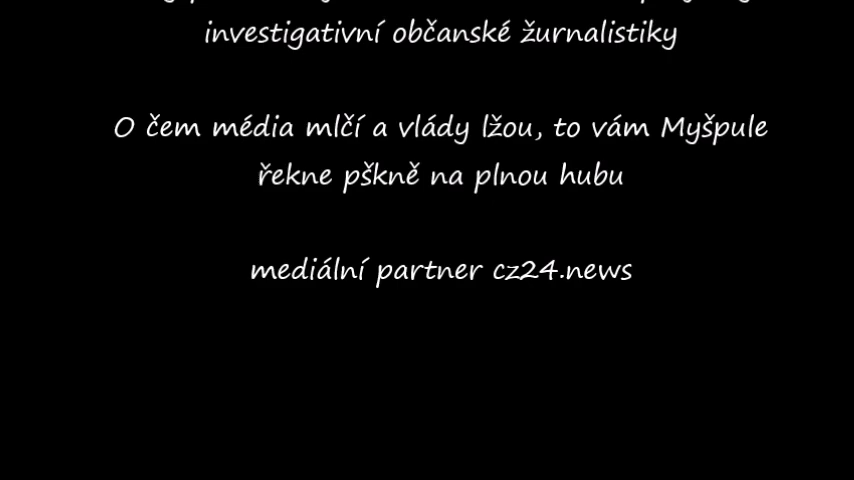 investigativní občanské žurnalistiky
O čem média mlčí a vlády lžou, to vám Myšpule
řekne pškně na plnou hubu
mediální partner cz24.news